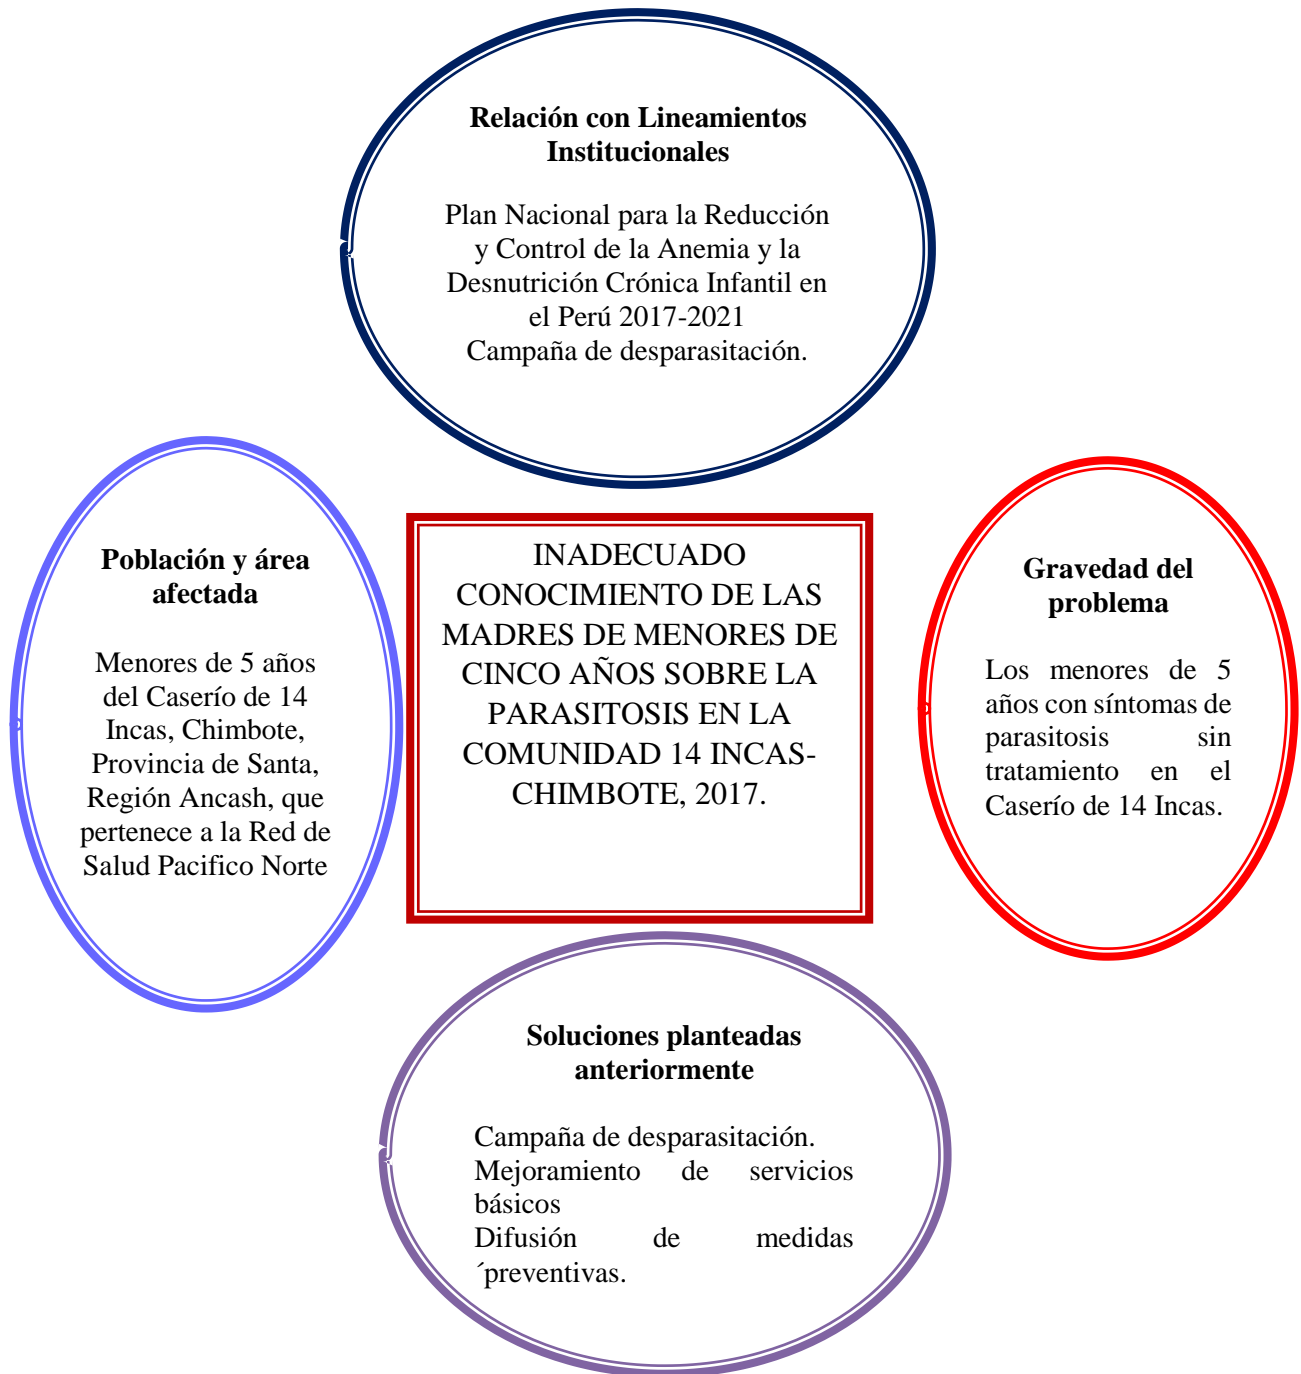 Relación con Lineamientos
Institucionales
Plan Nacional para la Reducción
y Control de la Anemia y la
Desnutrición Crónica Infantil en
el Perú 2017-2021
Campaña de desparasitación.
Población y área
afectada
Menores de 5 años
del Caserío de 14
Incas, Chimbote,
Provincia de Santa,
Región Ancash, que
pertenece a la Red de
Salud Pacifico Norte
INADECUADO
CONOCIMIENTO DE LAS
MADRES DE MENORES DE
CINCO AÑOS SOBRE LA
PARASITOSIS EN LA
COMUNIDAD 14 INCAS-
CHIMBOTE, 2017.
Gravedad del
problema
Los menores de 5
años con síntomas de
parasitosis sin
tratamiento en el
Caserío de 14 Incas.
Soluciones planteadas
anteriormente
Campaña de desparasitación.
Mejoramiento de servicios
básicos
Difusión de medidas
´preventivas.